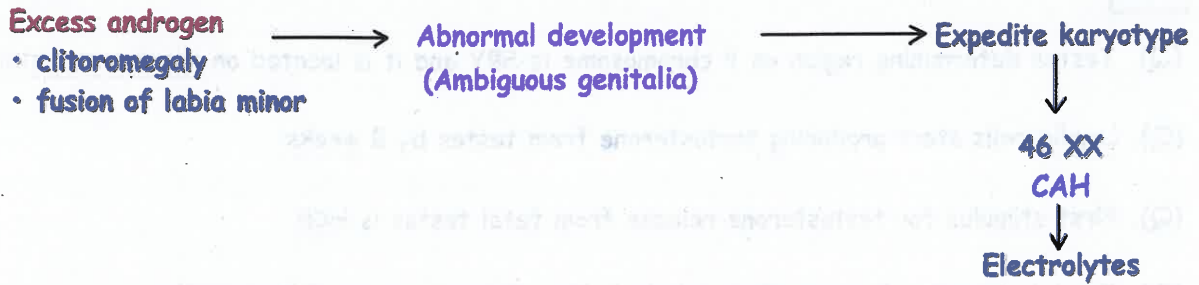 Excess androgen
• clitoromegaly
• fusion of labia minor
Abnormal development
(Ambiguous genitalia)
Expedite karyotype
46 XX
CAH
Electrolytes